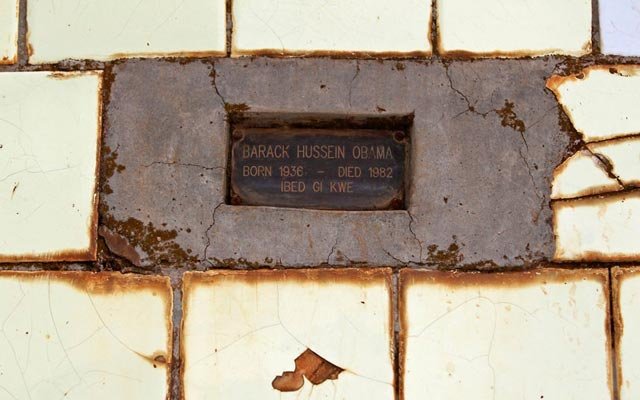 BARACK HUSSEIN OBAMA
BORN 1936 - DIED 1982
IBED GI KWE